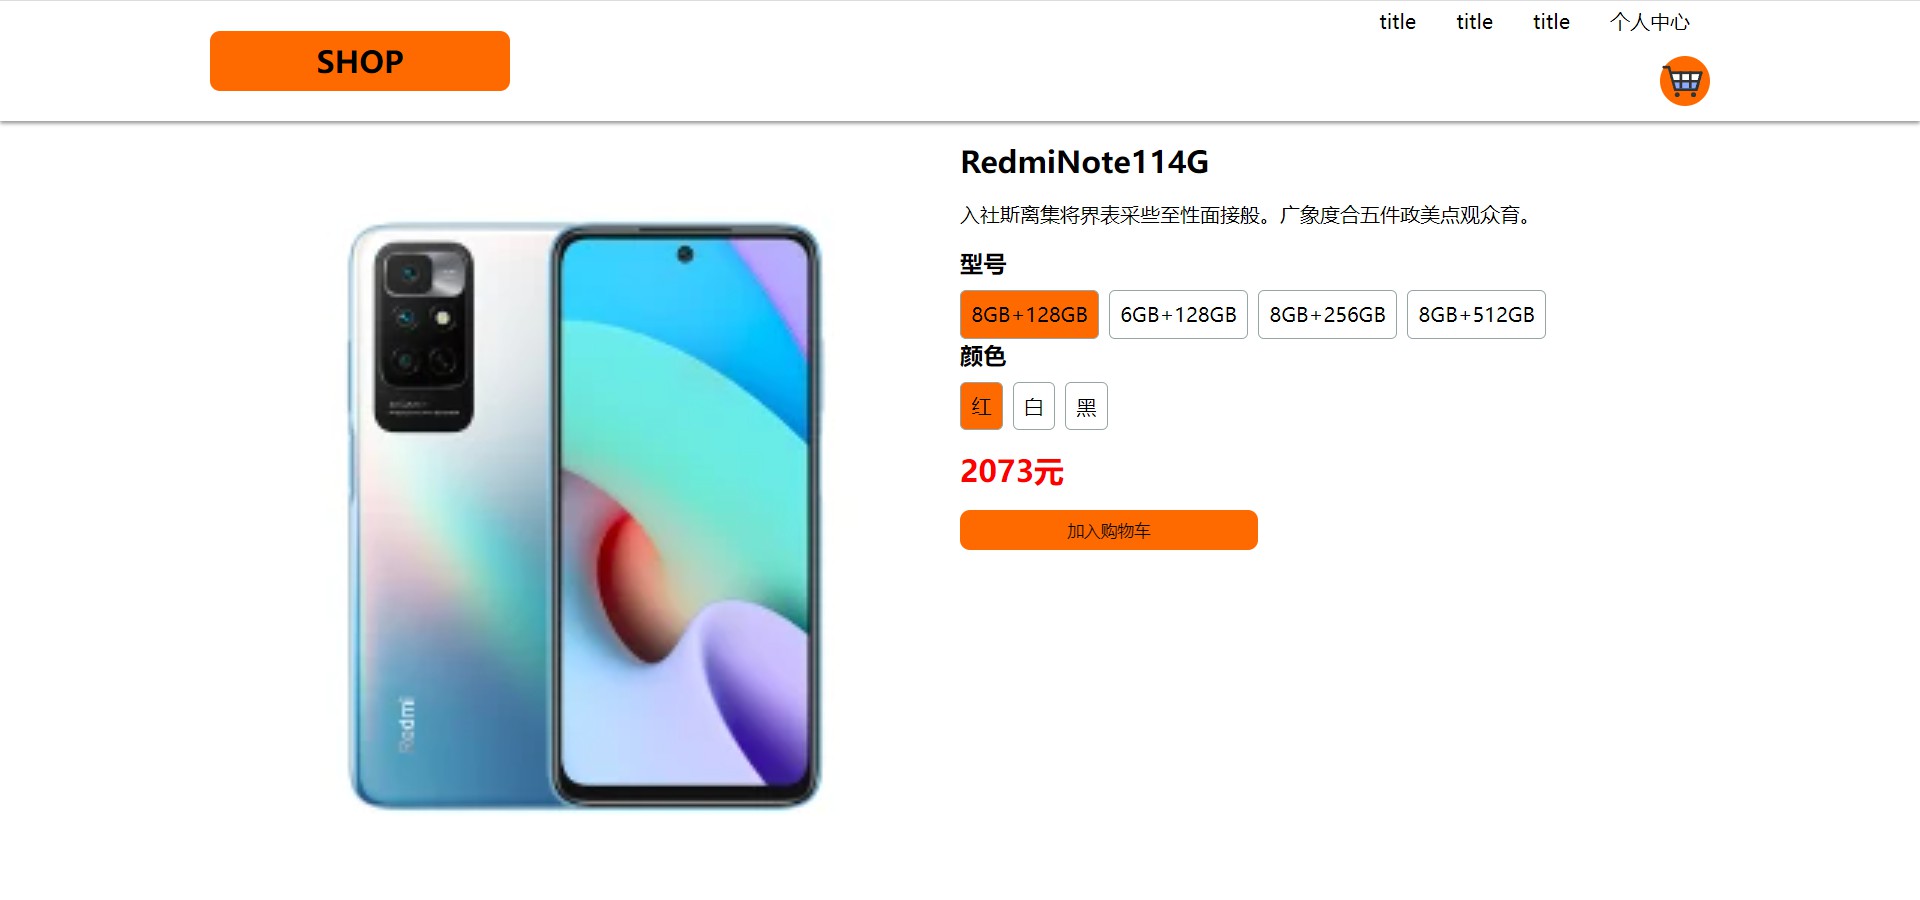 title title title 个人中心
SHOP
RedmiNote114G
入社斯离集将界表采些至性面接般。广象度合五件政美点观众育。
型号
8GB+128GB 6GB+128GB 8GB+256GB 8GB+512GB
颜色
红 白 黑
2073元
加入购物车
Redmi